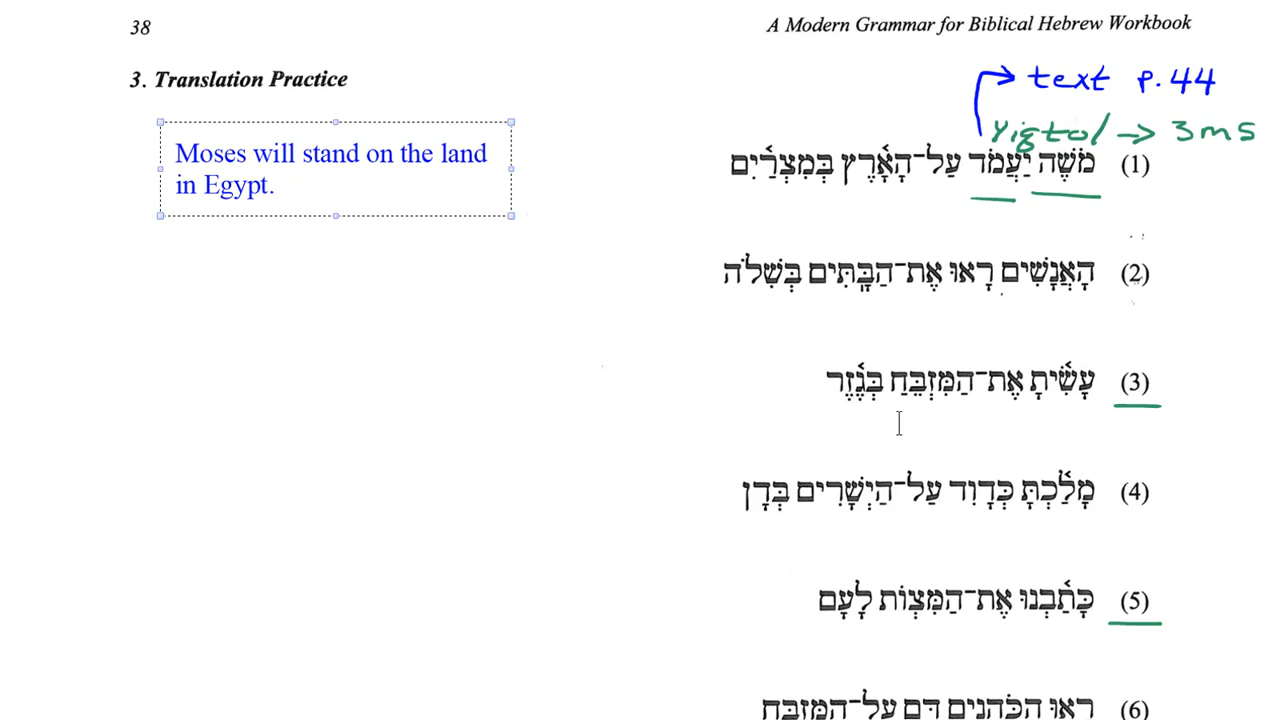 38
A Modern Grammar for Biblical Hebrew Workbook
3. Translation Practice
text p.44
Yiqtol → 3ms
Moses will stand on the land
in Egypt.
(1) מֹשֶׁה יַעֲמֹד עַל־הָאָ֫רֶץ בְּמִצְרַ֫יִם
(2) הָאֲנָשִׁים רָאוּ אֶת־הַבָּתִּים בְּשִׁלֹה
(3) עָשִׂ֫יתָ אֶת־הַמִּזְבֵּחַ בְּגֶ֫זֶר
(4) מָלַ֫כְתָּ כְּדָוִד עַל־הַיְשָׁרִים בְּדָן
(5) כָּתַ֫בְנוּ אֶת־הַמִּצְוֹת לָעָם
(6) רָאוּ הַכֹּהֲנִים דָּם עַל־הַמִּזְבֵּחַ